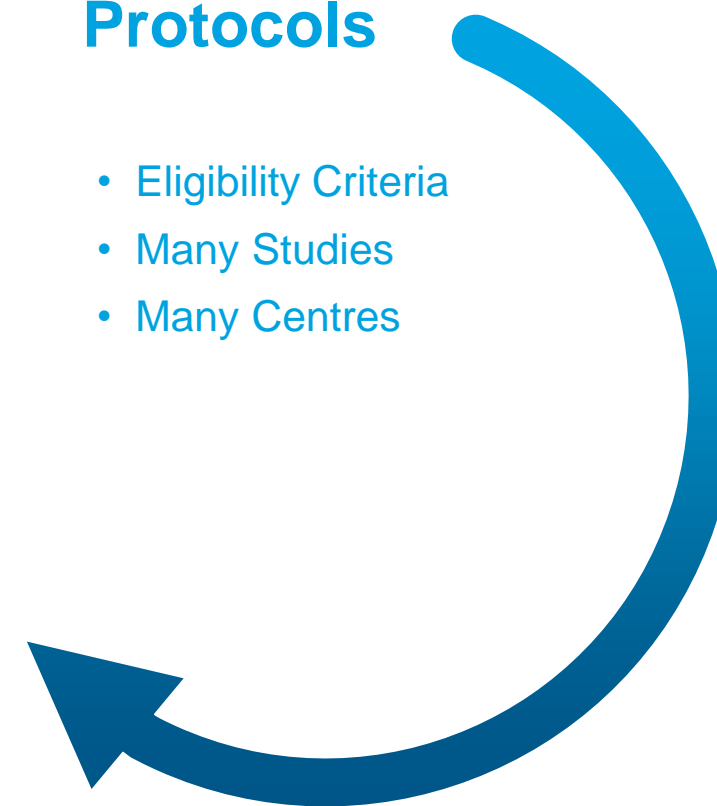 Protocols
• Eligibility Criteria
• Many Studies
• Many Centres